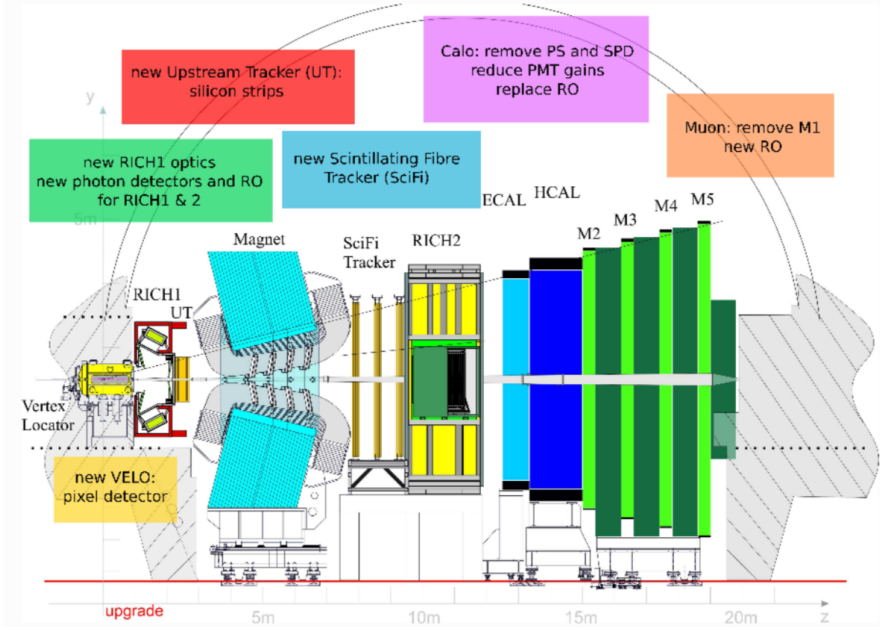 new Upstream Tracker (UT):
silicon strips
Calo: remove PS and SPD
reduce PMT gains
replace RO
Muon: remove M1
new RO
y
new RICH1 optics
new photon detectors and RO
for RICH1 & 2
new Scintillating Fibre
Tracker (SciFi)
5m
ECAL
HCAL
M2
M3
M4
M5
Magnet
SciFi
Tracker
RICH2
RICH1
UT
Vertex
Locator
new VELO:
pixel detector
upgrade
5m
10m
15m
20m
z